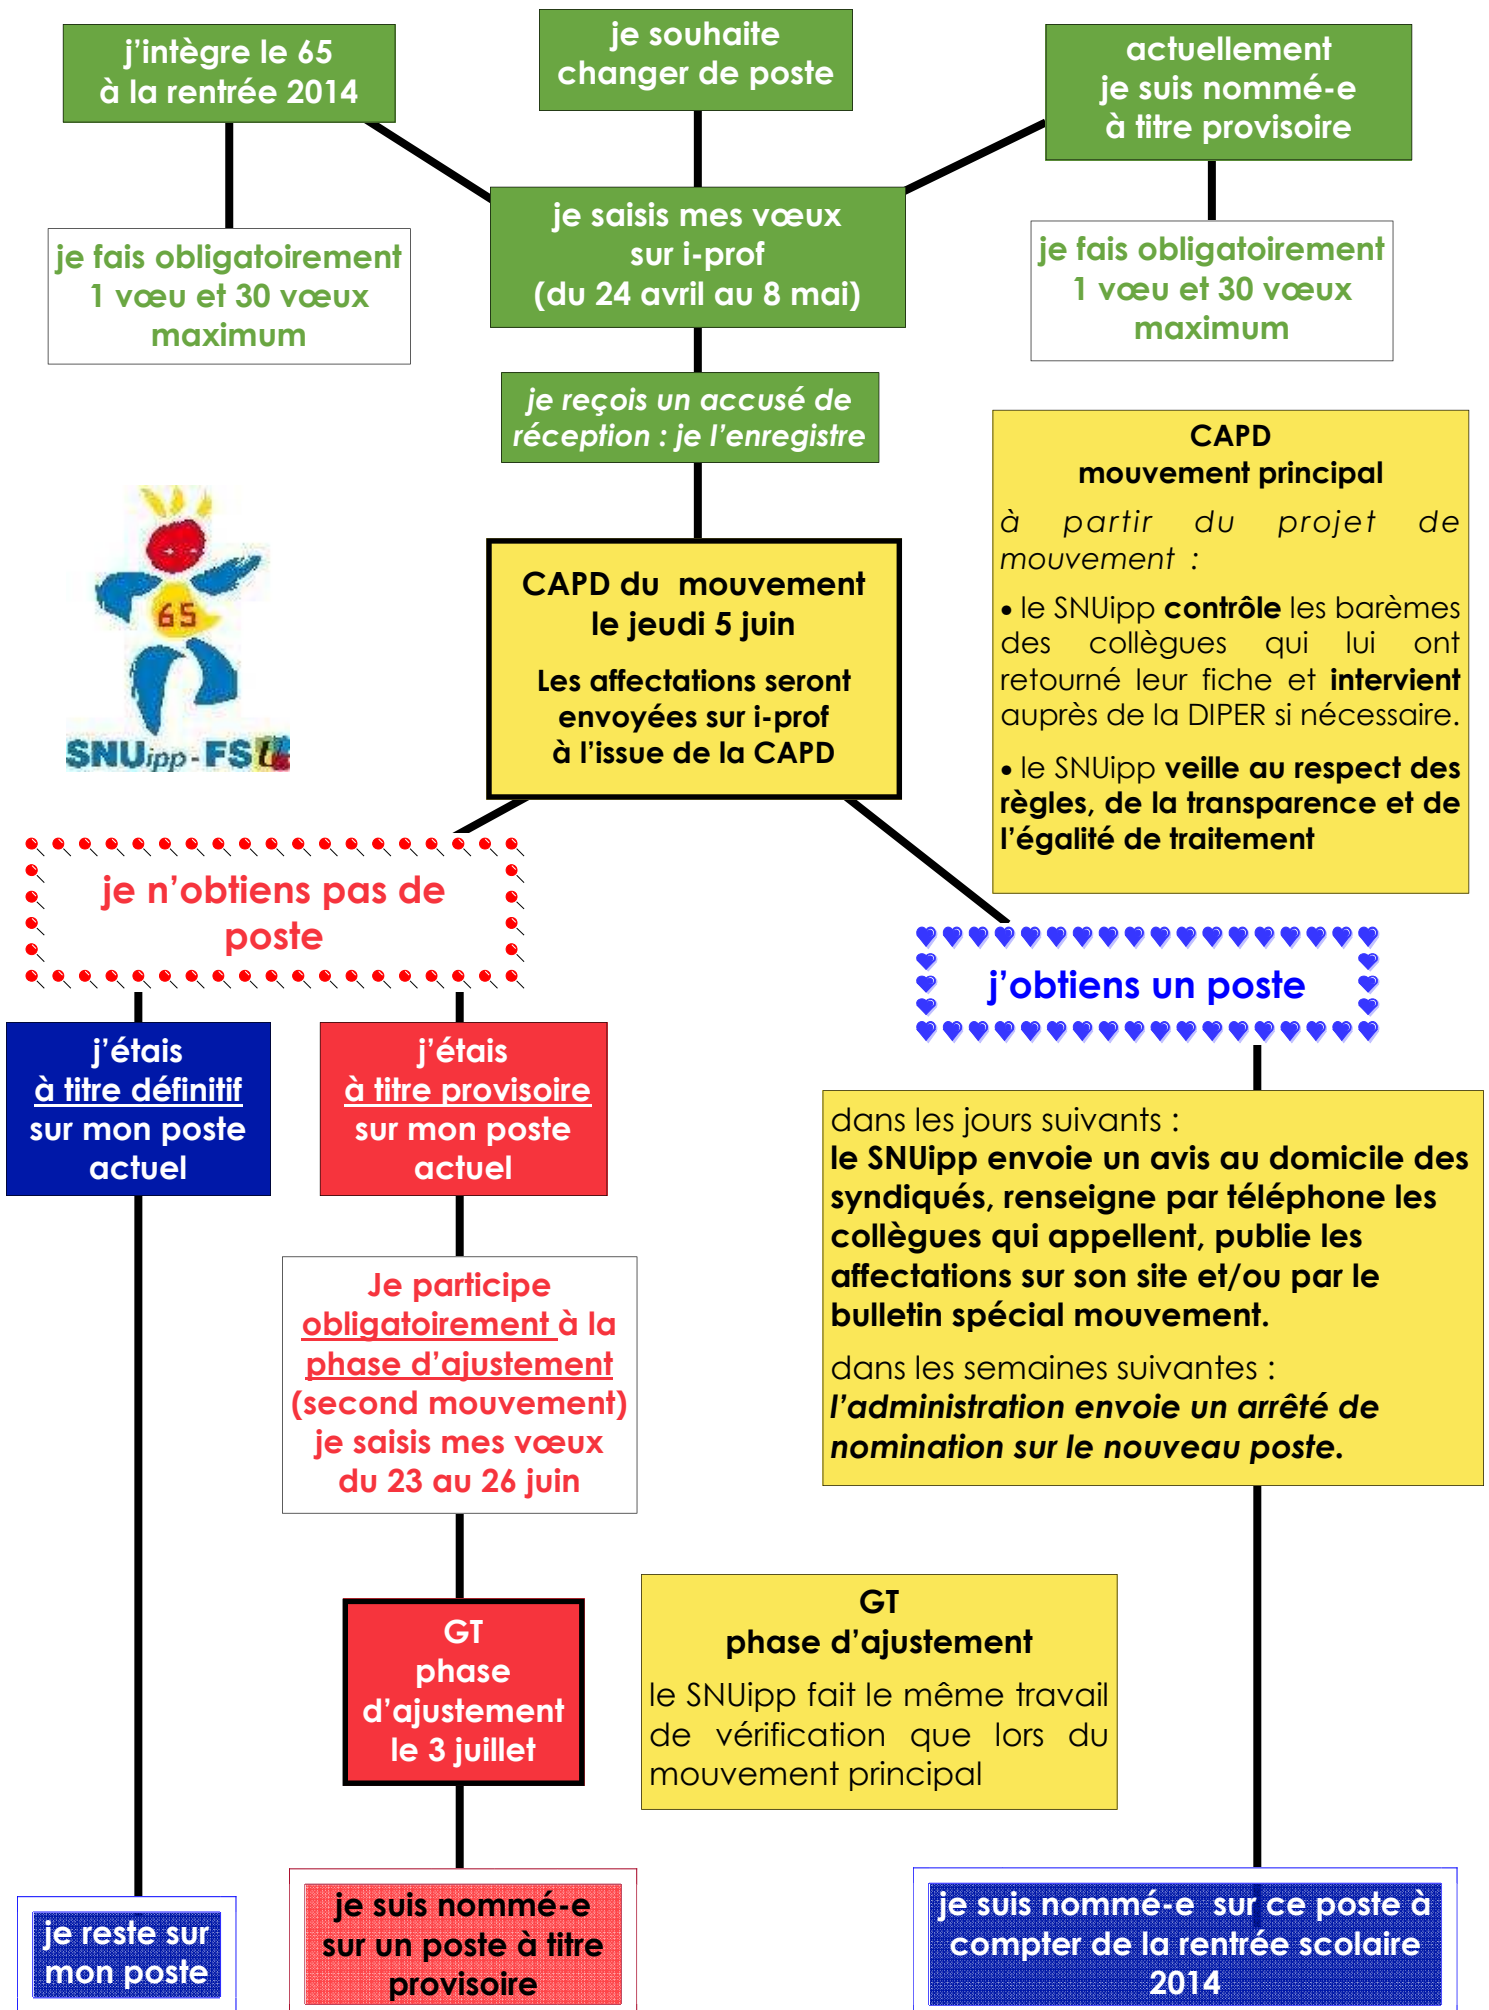 j'intègre le 65
à la rentrée 2014
je souhaite
changer de poste
actuellement
je suis nommé-e
à titre provisoire
je fais obligatoirement
1 vœu et 30 vœux
maximum
je saisis mes vœux
sur i-prof
(du 24 avril au 8 mai)
je fais obligatoirement
1 vœu et 30 vœux
maximum
je reçois un accusé de
réception : je l'enregistre
CAPD
mouvement principal
à partir du projet de
mouvement :
• le SNUipp contrôle les barèmes
des collègues qui lui ont
retourné leur fiche et intervient
auprès de la DIPER si nécessaire.
• le SNUipp veille au respect des
règles, de la transparence et de
l'égalité de traitement
65
SNUipp - FSU
CAPD du mouvement
le jeudi 5 juin
Les affectations seront
envoyées sur i-prof
à l'issue de la CAPD
je n'obtiens pas de
poste
j'obtiens un poste
j'étais
à titre définitif
sur mon poste
actuel
j'étais
à titre provisoire
sur mon poste
actuel
dans les jours suivants :
le SNUipp envoie un avis au domicile des
syndiqués, renseigne par téléphone les
collègues qui appellent, publie les
affectations sur son site et/ou par le
bulletin spécial mouvement.
dans les semaines suivantes :
l'administration envoie un arrêté de
nomination sur le nouveau poste.
Je participe
obligatoirement à la
phase d'ajustement
(second mouvement)
je saisis mes vœux
du 23 au 26 juin
GT
phase
d'ajustement
le 3 juillet
GT
phase d'ajustement
le SNUipp fait le même travail
de vérification que lors du
mouvement principal
je reste sur
mon poste
je suis nommé-e
sur un poste à titre
provisoire
je suis nommé-e sur ce poste à
compter de la rentrée scolaire
2014